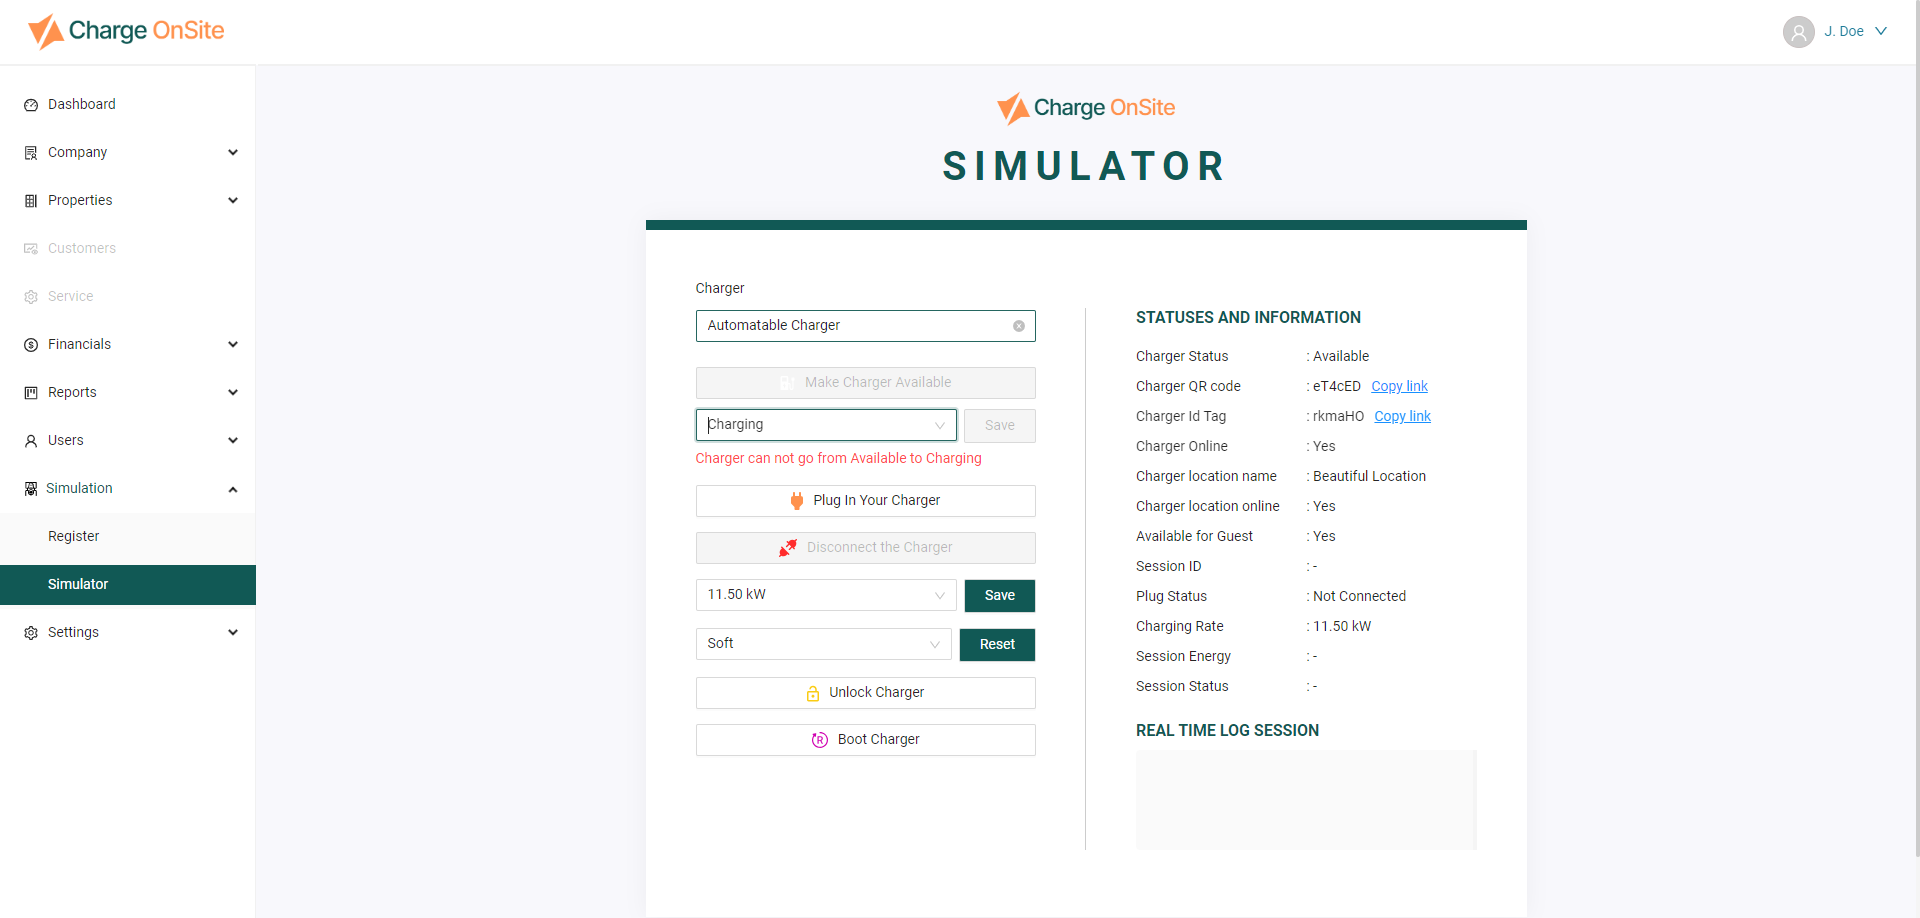 Charge OnSite
J. Doe
Dashboard
Company
Properties
Customers
Service
Financials
Reports
Users
Simulation
Register
Simulator
Settings
Charge OnSite
SIMULATOR
Charger
Automatable Charger
Make Charger Available
Charging
Save
Charger can not go from Available to Charging
Plug In Your Charger
Disconnect the Charger
11.50 kW
Save
Soft
Reset
Unlock Charger
R Boot Charger
STATUSES AND INFORMATION
Charger Status : Available
Charger QR code : eT4cED Copy link
Charger Id Tag : rkmaHO Copy link
Charger Online : Yes
Charger location name : Beautiful Location
Charger location online : Yes
Available for Guest : Yes
Session ID : -
Plug Status : Not Connected
Charging Rate : 11.50 kW
Session Energy : -
Session Status : -
REAL TIME LOG SESSION